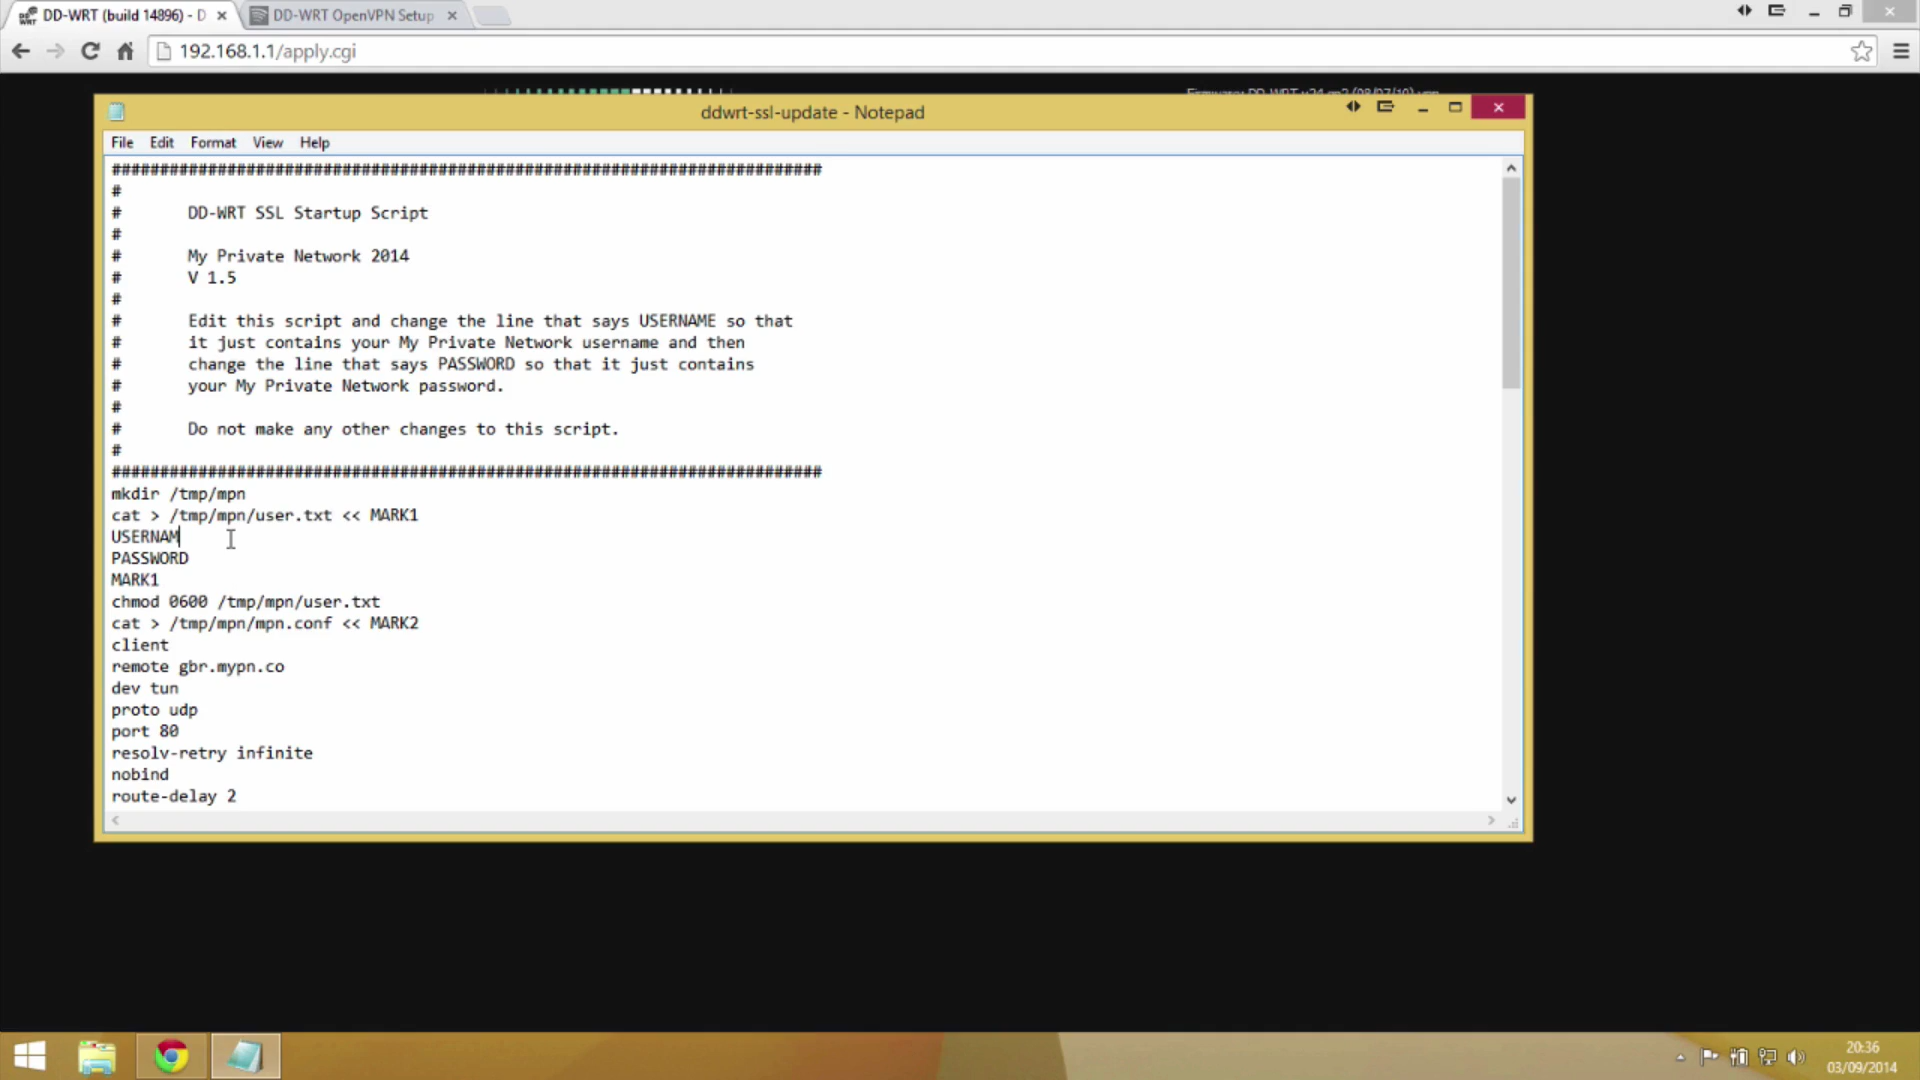 DD-WRT (build 14896) - D
DD-WRT OpenVPN Setup
192.168.1.1/apply.cgi
ddwrt-ssl-update - Notepad
File Edit Format View Help
##########################################################################
#
# DD-WRT SSL Startup Script
#
# My Private Network 2014
# V 1.5
#
# Edit this script and change the line that says USERNAME so that
# it just contains your My Private Network username and then
# change the line that says PASSWORD so that it just contains
# your My Private Network password.
#
# Do not make any other changes to this script.
#
##########################################################################
mkdir /tmp/mpn
cat > /tmp/mpn/user.txt << MARK1
USERNAM
PASSWORD
MARK1
chmod 0600 /tmp/mpn/user.txt
cat > /tmp/mpn/mpn.conf << MARK2
client
remote gbr.mypn.co
dev tun
proto udp
port 80
resolv-retry infinite
nobind
route-delay 2
20:36
03/09/2014